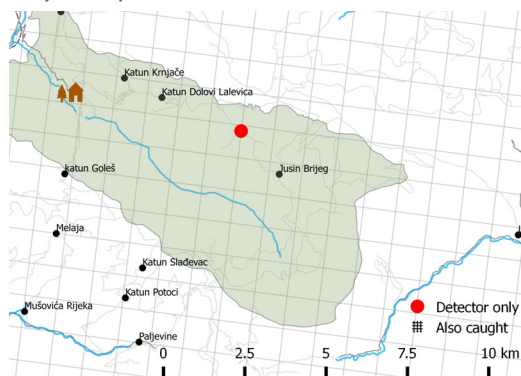 Katun Krnjače
Katun Dolovi Lalevica
katun Goleš
Jusin Brijeg
Melaja
Katun Slađevac
Katun Potoci
Mušovića Rijeka
Paljevine
Detector only
Also caught
0 2.5 5 7.5 10 km